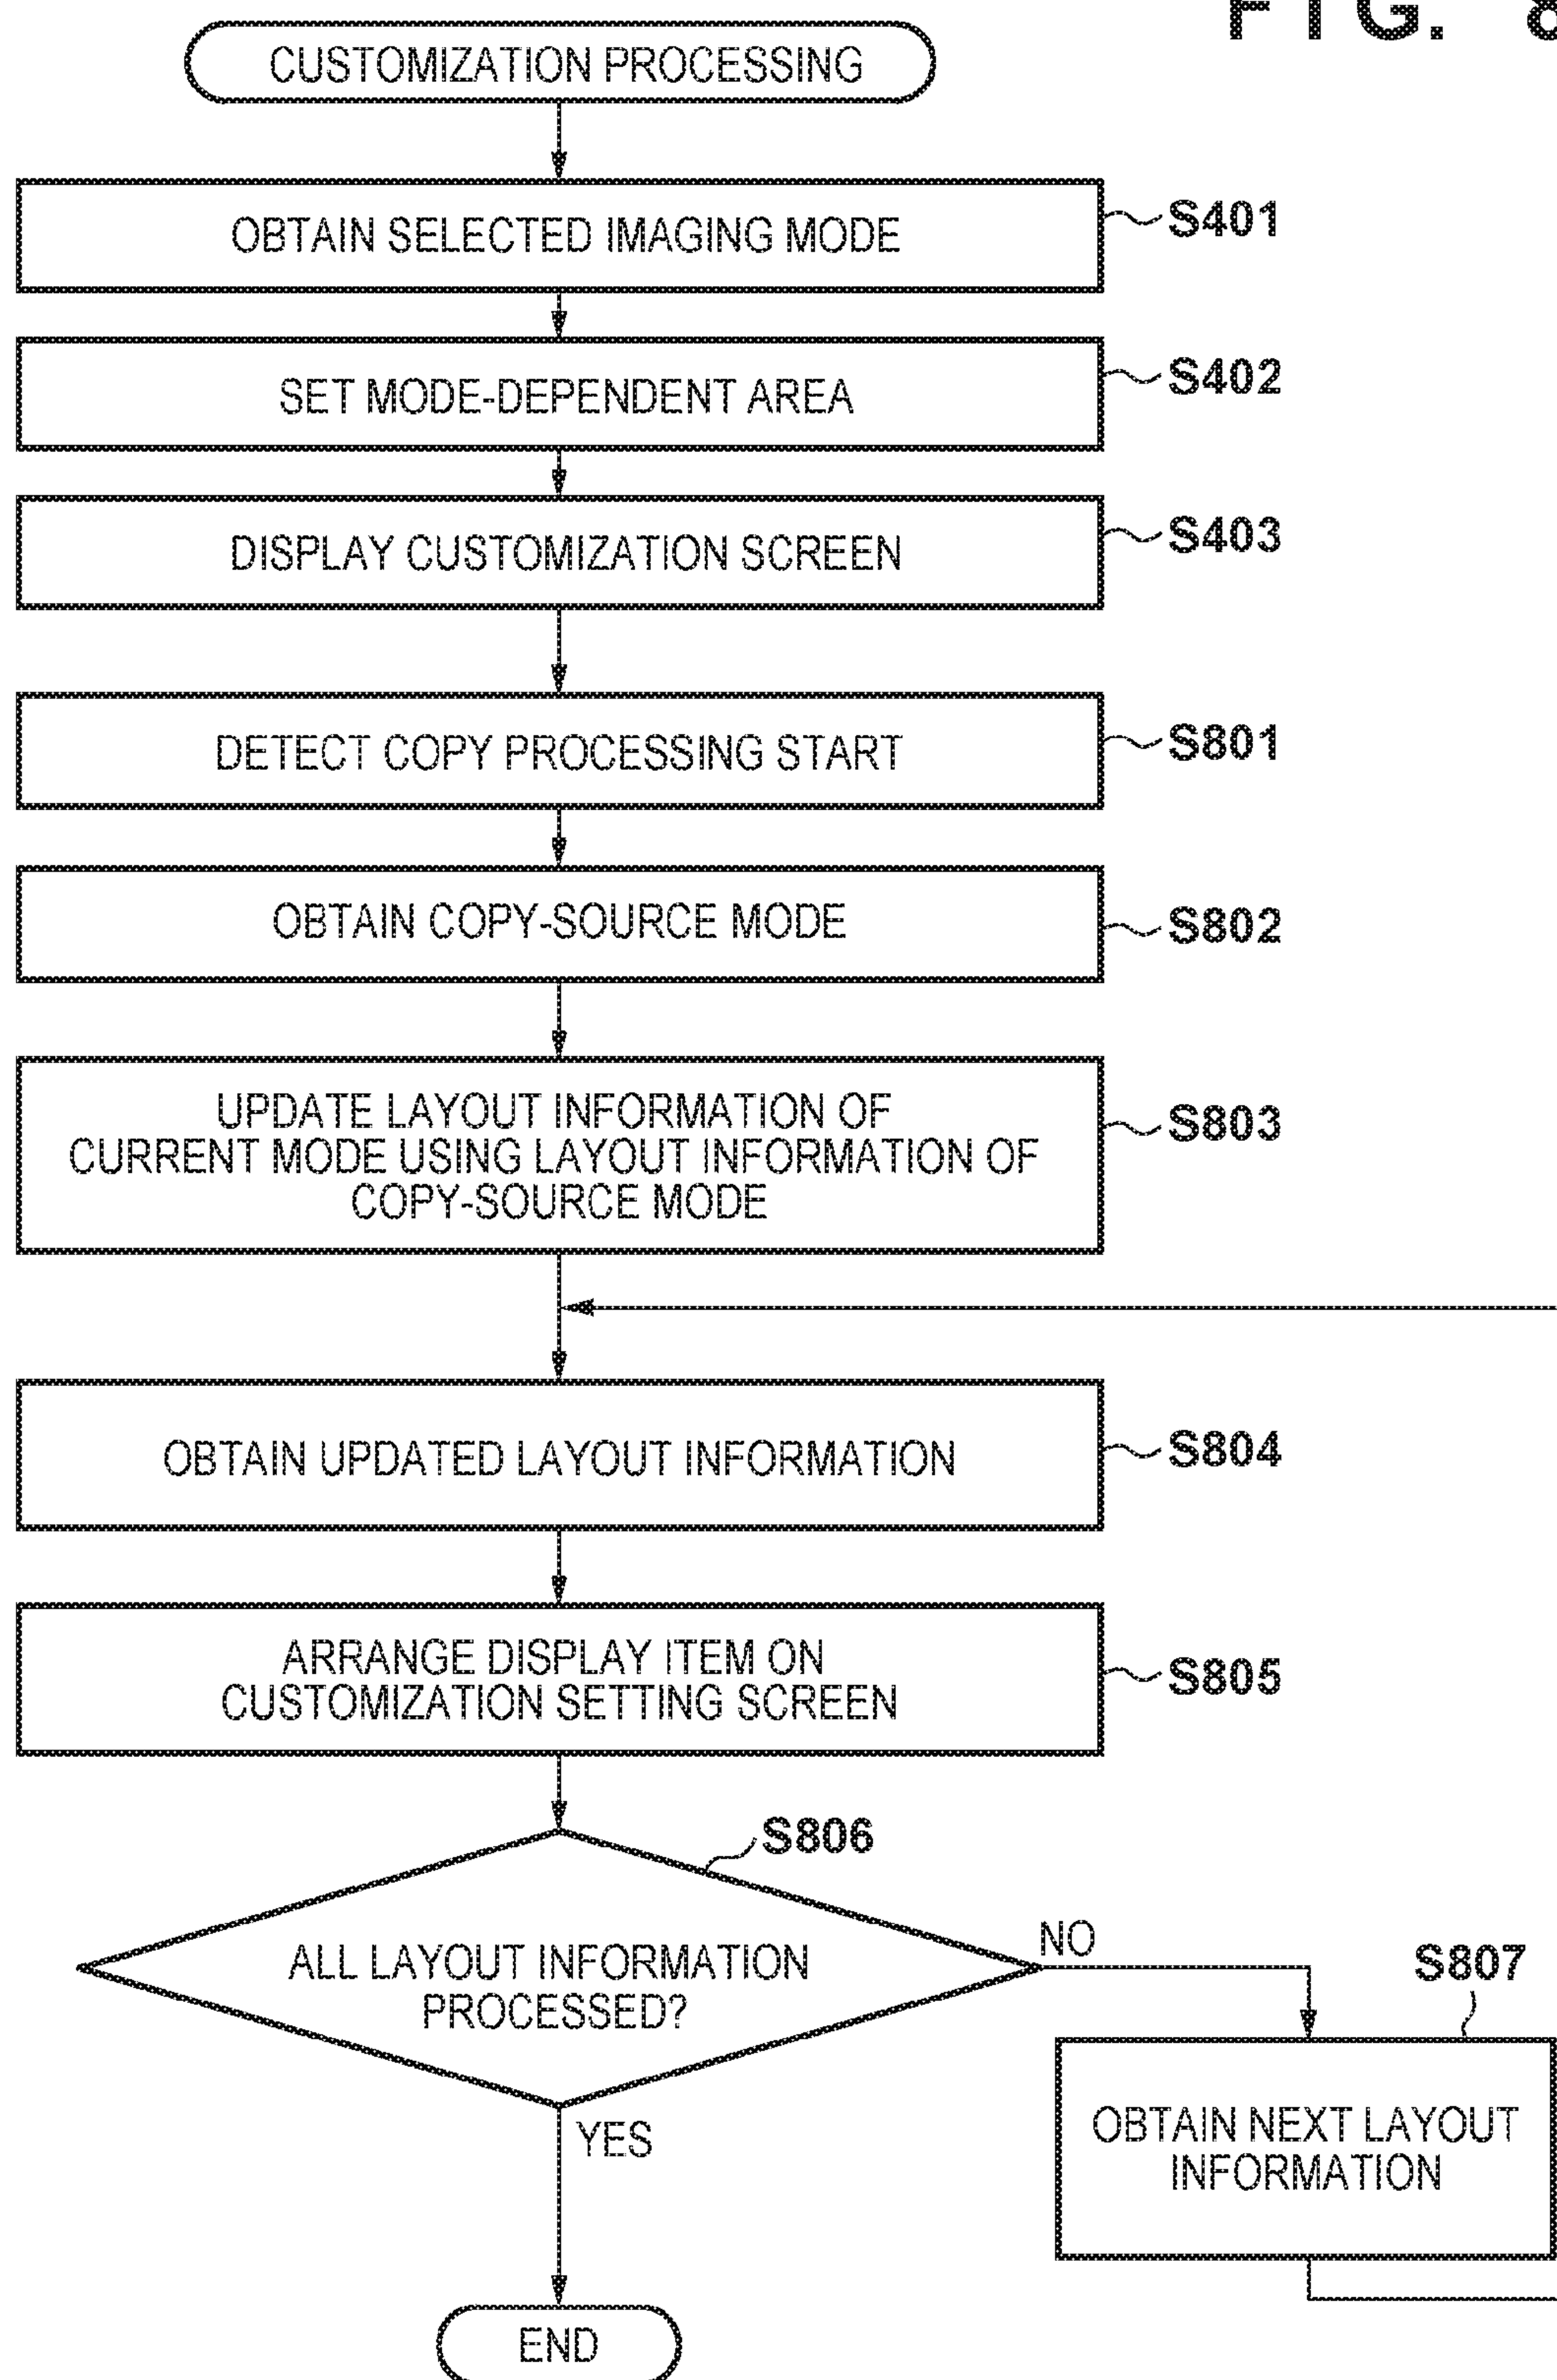 FIG. 8
CUSTOMIZATION PROCESSING
OBTAIN SELECTED IMAGING MODE
S401
SET MODE-DEPENDENT AREA
S402
DISPLAY CUSTOMIZATION SCREEN
S403
DETECT COPY PROCESSING START
S801
OBTAIN COPY-SOURCE MODE
S802
UPDATE LAYOUT INFORMATION OF
CURRENT MODE USING LAYOUT INFORMATION OF
COPY-SOURCE MODE
S803
OBTAIN UPDATED LAYOUT INFORMATION
S804
ARRANGE DISPLAY ITEM ON
CUSTOMIZATION SETTING SCREEN
S805
S806
ALL LAYOUT INFORMATION
PROCESSED?
NO
S807
OBTAIN NEXT LAYOUT
INFORMATION
YES
END